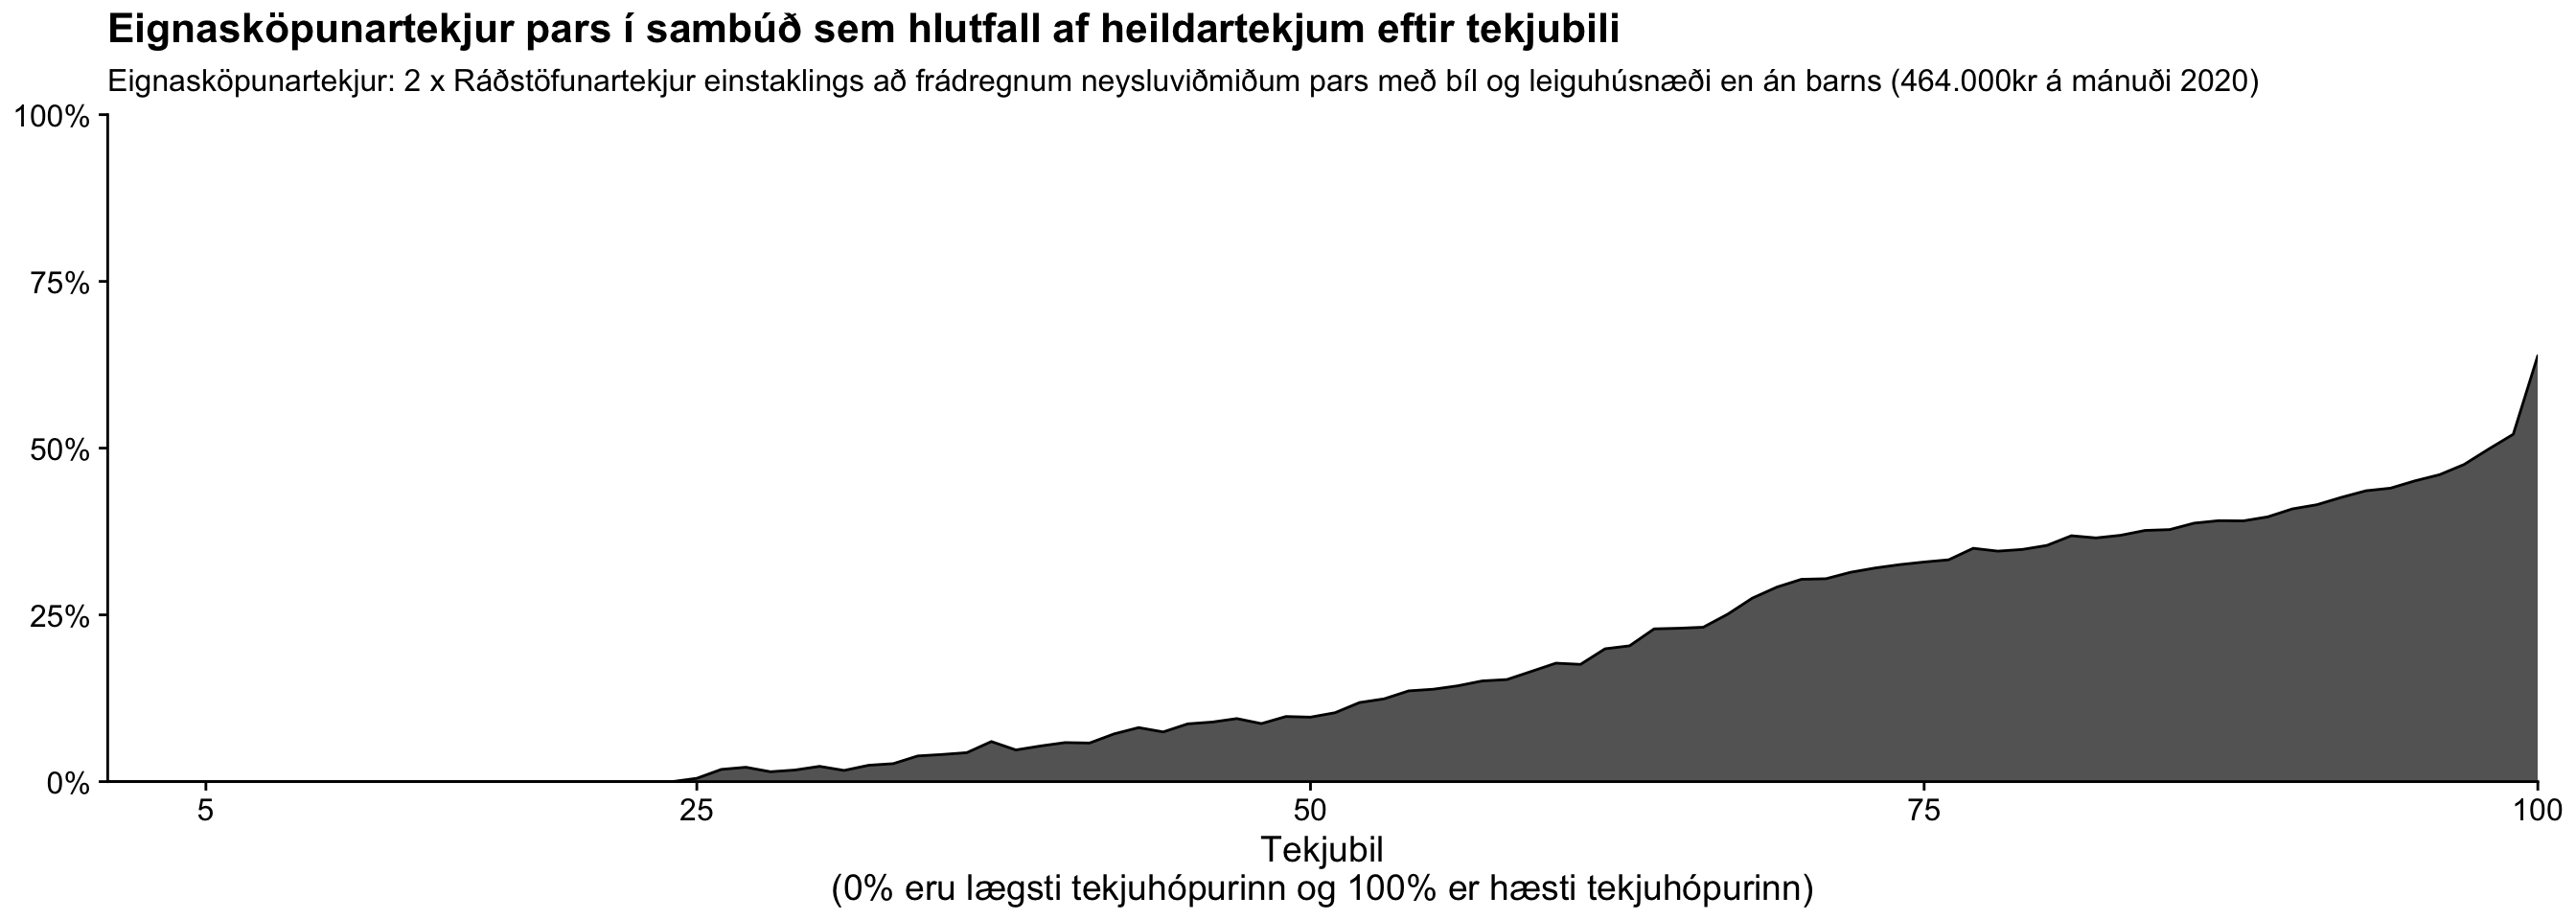 Eignasköpunartekjur pars í sambúð sem hlutfall af heildartekjum eftir tekjubili
Eignasköpunartekjur: 2 x Ráðstöfunartekjur einstaklings að frádregnum neysluviðmiðum pars með bíl og leiguhúsnæði en án barns (464.000kr á mánuði 2020)
100%
75%
50%
25%
0%
5 25 50 75 100
Tekjubil
(0% eru lægsti tekjuhópurinn og 100% er hæsti tekjuhópurinn)